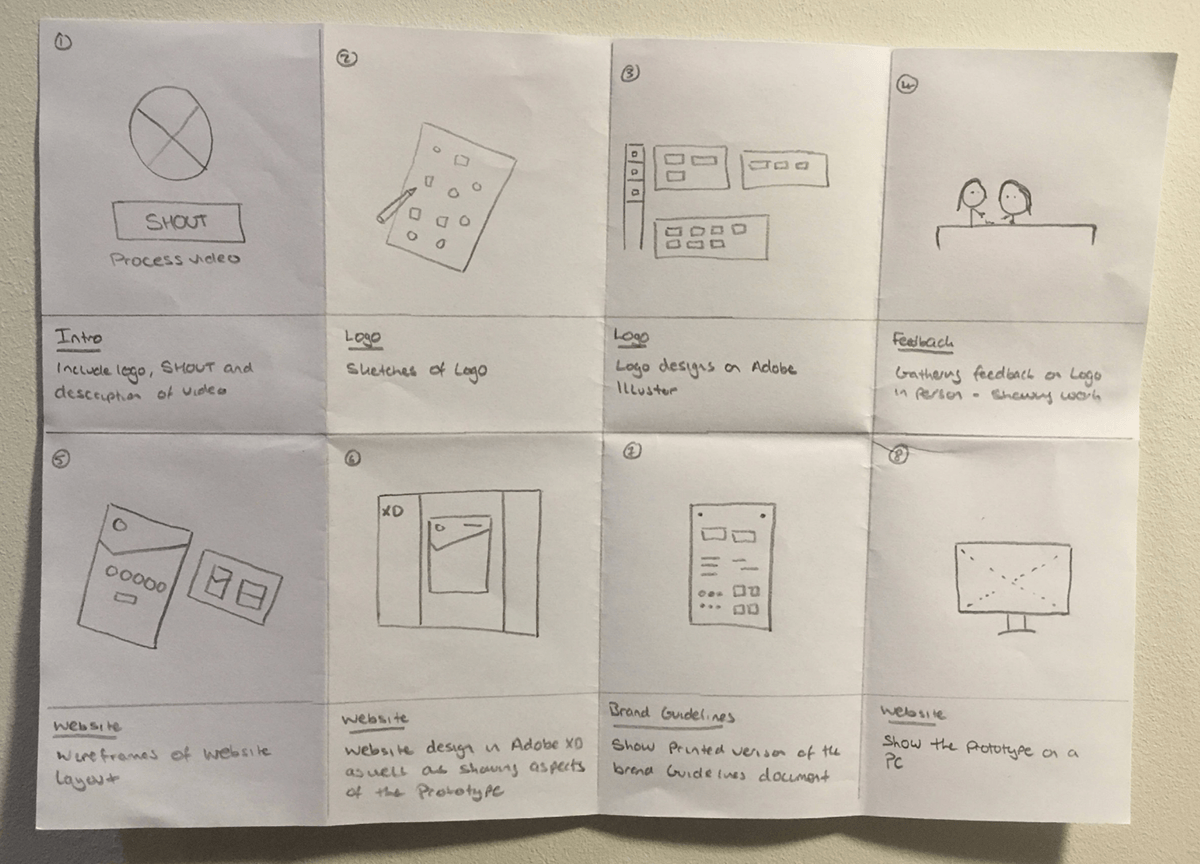 ①
SHOUT
Process video
Intro
Include logo, SHOUT and
description of video
②
Logo
Sketches of Logo
③
Logo
Logo designs on Adobe
Illuster
④
Feedback
Gathering feedback on Logo
in person - showing work
⑤
Website
Wireframes of website
Layout
⑥
XD
Website
Website design in Adobe XD
aswell as showing aspects
of the Prototype
⑦
Brand Guidelines
Show Printed version of the
brand Guidelines document
⑧
Website
Show the Prototype on a
PC